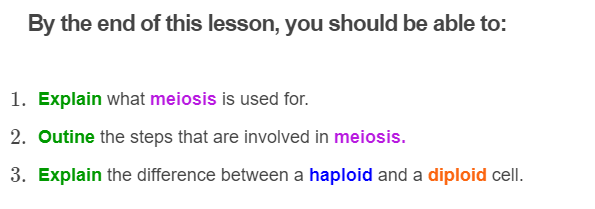 By the end of this lesson, you should be able to:
1. Explain what meiosis is used for.
2. Outine the steps that are involved in meiosis.
3. Explain the difference between a haploid and a diploid cell.